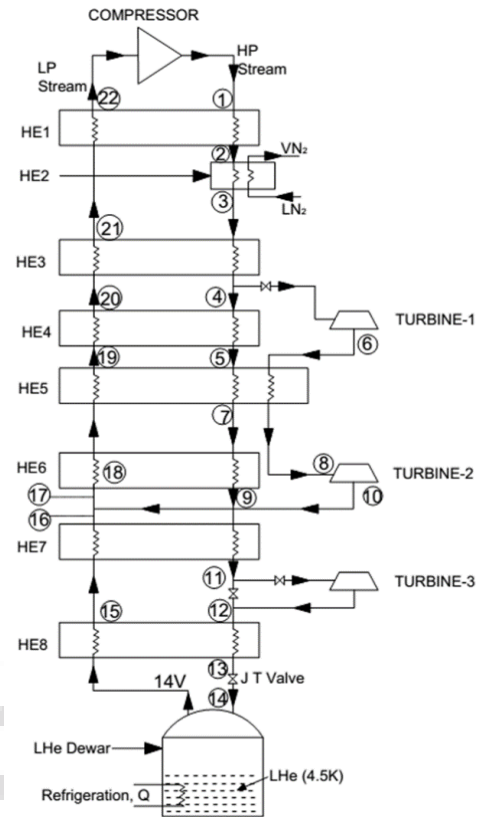 COMPRESSOR
LP
Stream
HP
Stream
22
1
HE1
2
VN₂
HE2
3
LN₂
21
HE3
20
4
TURBINE-1
HE4
19
5
6
HE5
7
HE6
18
8
TURBINE-2
17
9
10
16
HE7
11
TURBINE-3
15
12
HE8
13
14V
J T Valve
14
LHe Dewar
LHe (4.5K)
Refrigeration, Q